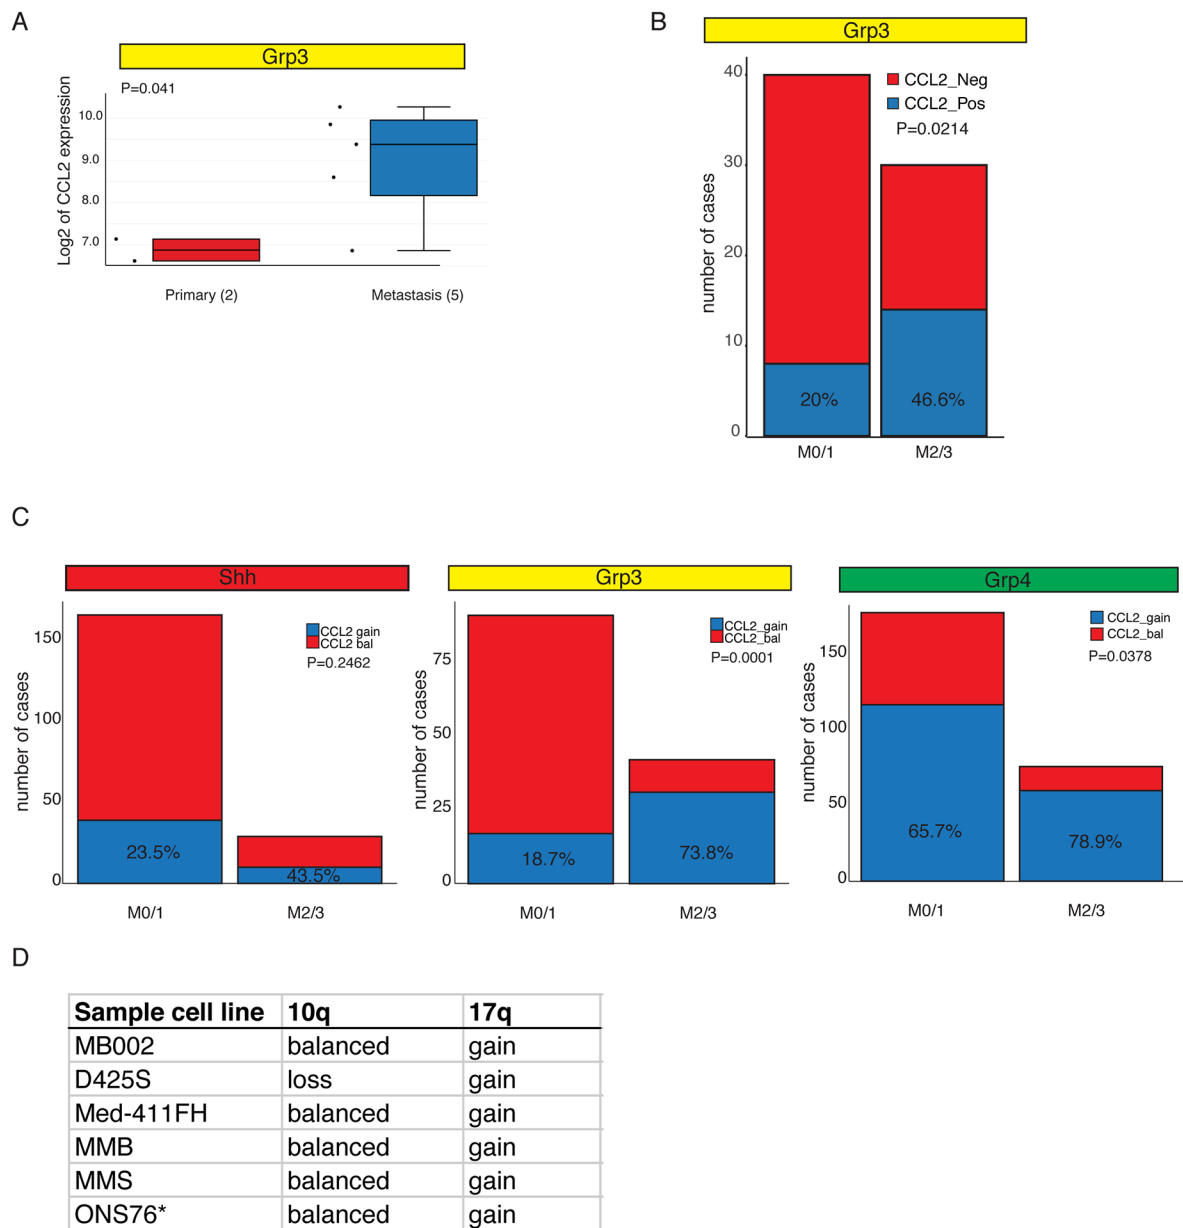 A
Grp3
P=0.041
Log2 of CCL2 expression
10.0
9.0
8.0
7.0
Primary (2)
Metastasis (5)
B
Grp3
CCL2_Neg
CCL2_Pos
P=0.0214
number of cases
40
30
20
10
0
20%
46.6%
M0/1
M2/3
C
Shh
CCL2 gain
CCL2 bal
P=0.2462
number of cases
150
100
50
0
23.5%
43.5%
M0/1
M2/3
Grp3
CCL2_gain
CCL2_bal
P=0.0001
number of cases
75
50
25
0
18.7%
73.8%
M0/1
M2/3
Grp4
CCL2_gain
CCL2_bal
P=0.0378
number of cases
150
100
50
0
65.7%
78.9%
M0/1
M2/3
D
Sample cell line 10q 17q
MB002 balanced gain
D425S loss gain
Med-411FH balanced gain
MMB balanced gain
MMS balanced gain
ONS76* balanced gain